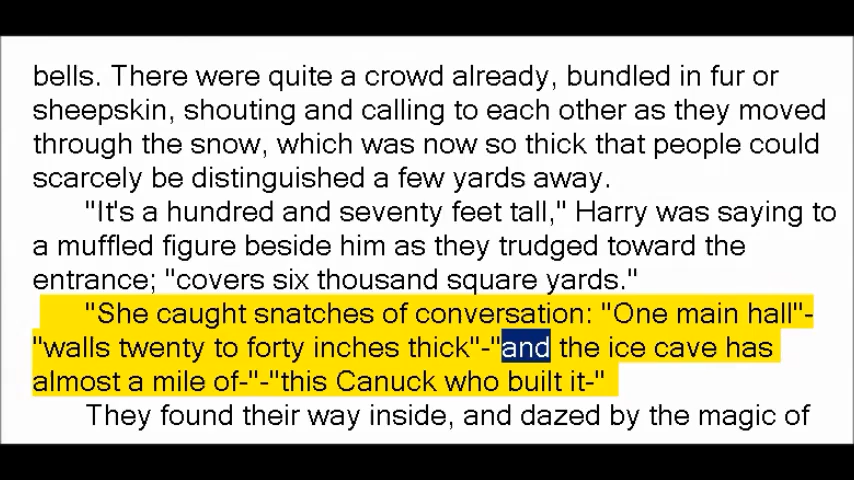 bells. There were quite a crowd already, bundled in fur or
sheepskin, shouting and calling to each other as they moved
through the snow, which was now so thick that people could
scarcely be distinguished a few yards away.
"It's a hundred and seventy feet tall," Harry was saying to
a muffled figure beside him as they trudged toward the
entrance; "covers six thousand square yards."
"She caught snatches of conversation: "One main hall"-
"walls twenty to forty inches thick"-"and the ice cave has
almost a mile of-"-"this Canuck who built it-"
They found their way inside, and dazed by the magic of